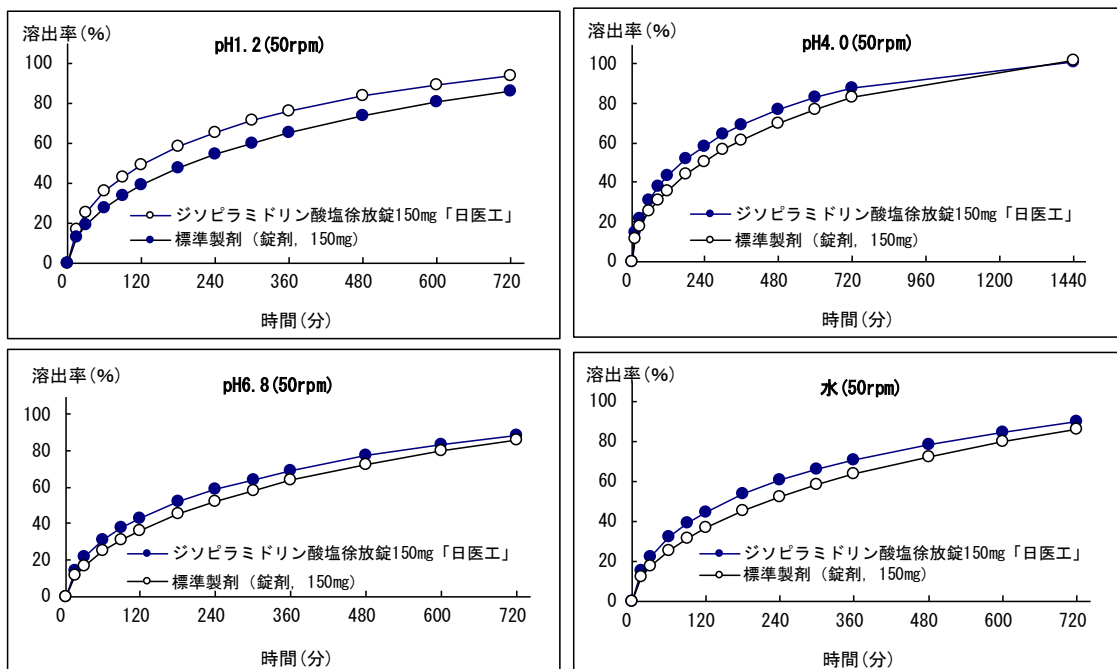 溶出率(%)
pH1.2(50rpm)
100
80
60
40
20
0
ジソピラミドリン酸塩徐放錠150mg「日医工」
標準製剤(錠剤, 150mg)
0 120 240 360 480 600 720
時間(分)
溶出率(%)
pH4.0(50rpm)
100
80
60
40
20
0
ジソピラミドリン酸塩徐放錠150mg「日医工」
標準製剤(錠剤, 150mg)
0 240 480 720 960 1200 1440
時間(分)
溶出率(%)
pH6.8(50rpm)
100
80
60
40
20
0
ジソピラミドリン酸塩徐放錠150mg「日医工」
標準製剤(錠剤, 150mg)
0 120 240 360 480 600 720
時間(分)
溶出率(%)
水(50rpm)
100
80
60
40
20
0
ジソピラミドリン酸塩徐放錠150mg「日医工」
標準製剤(錠剤, 150mg)
0 120 240 360 480 600 720
時間(分)